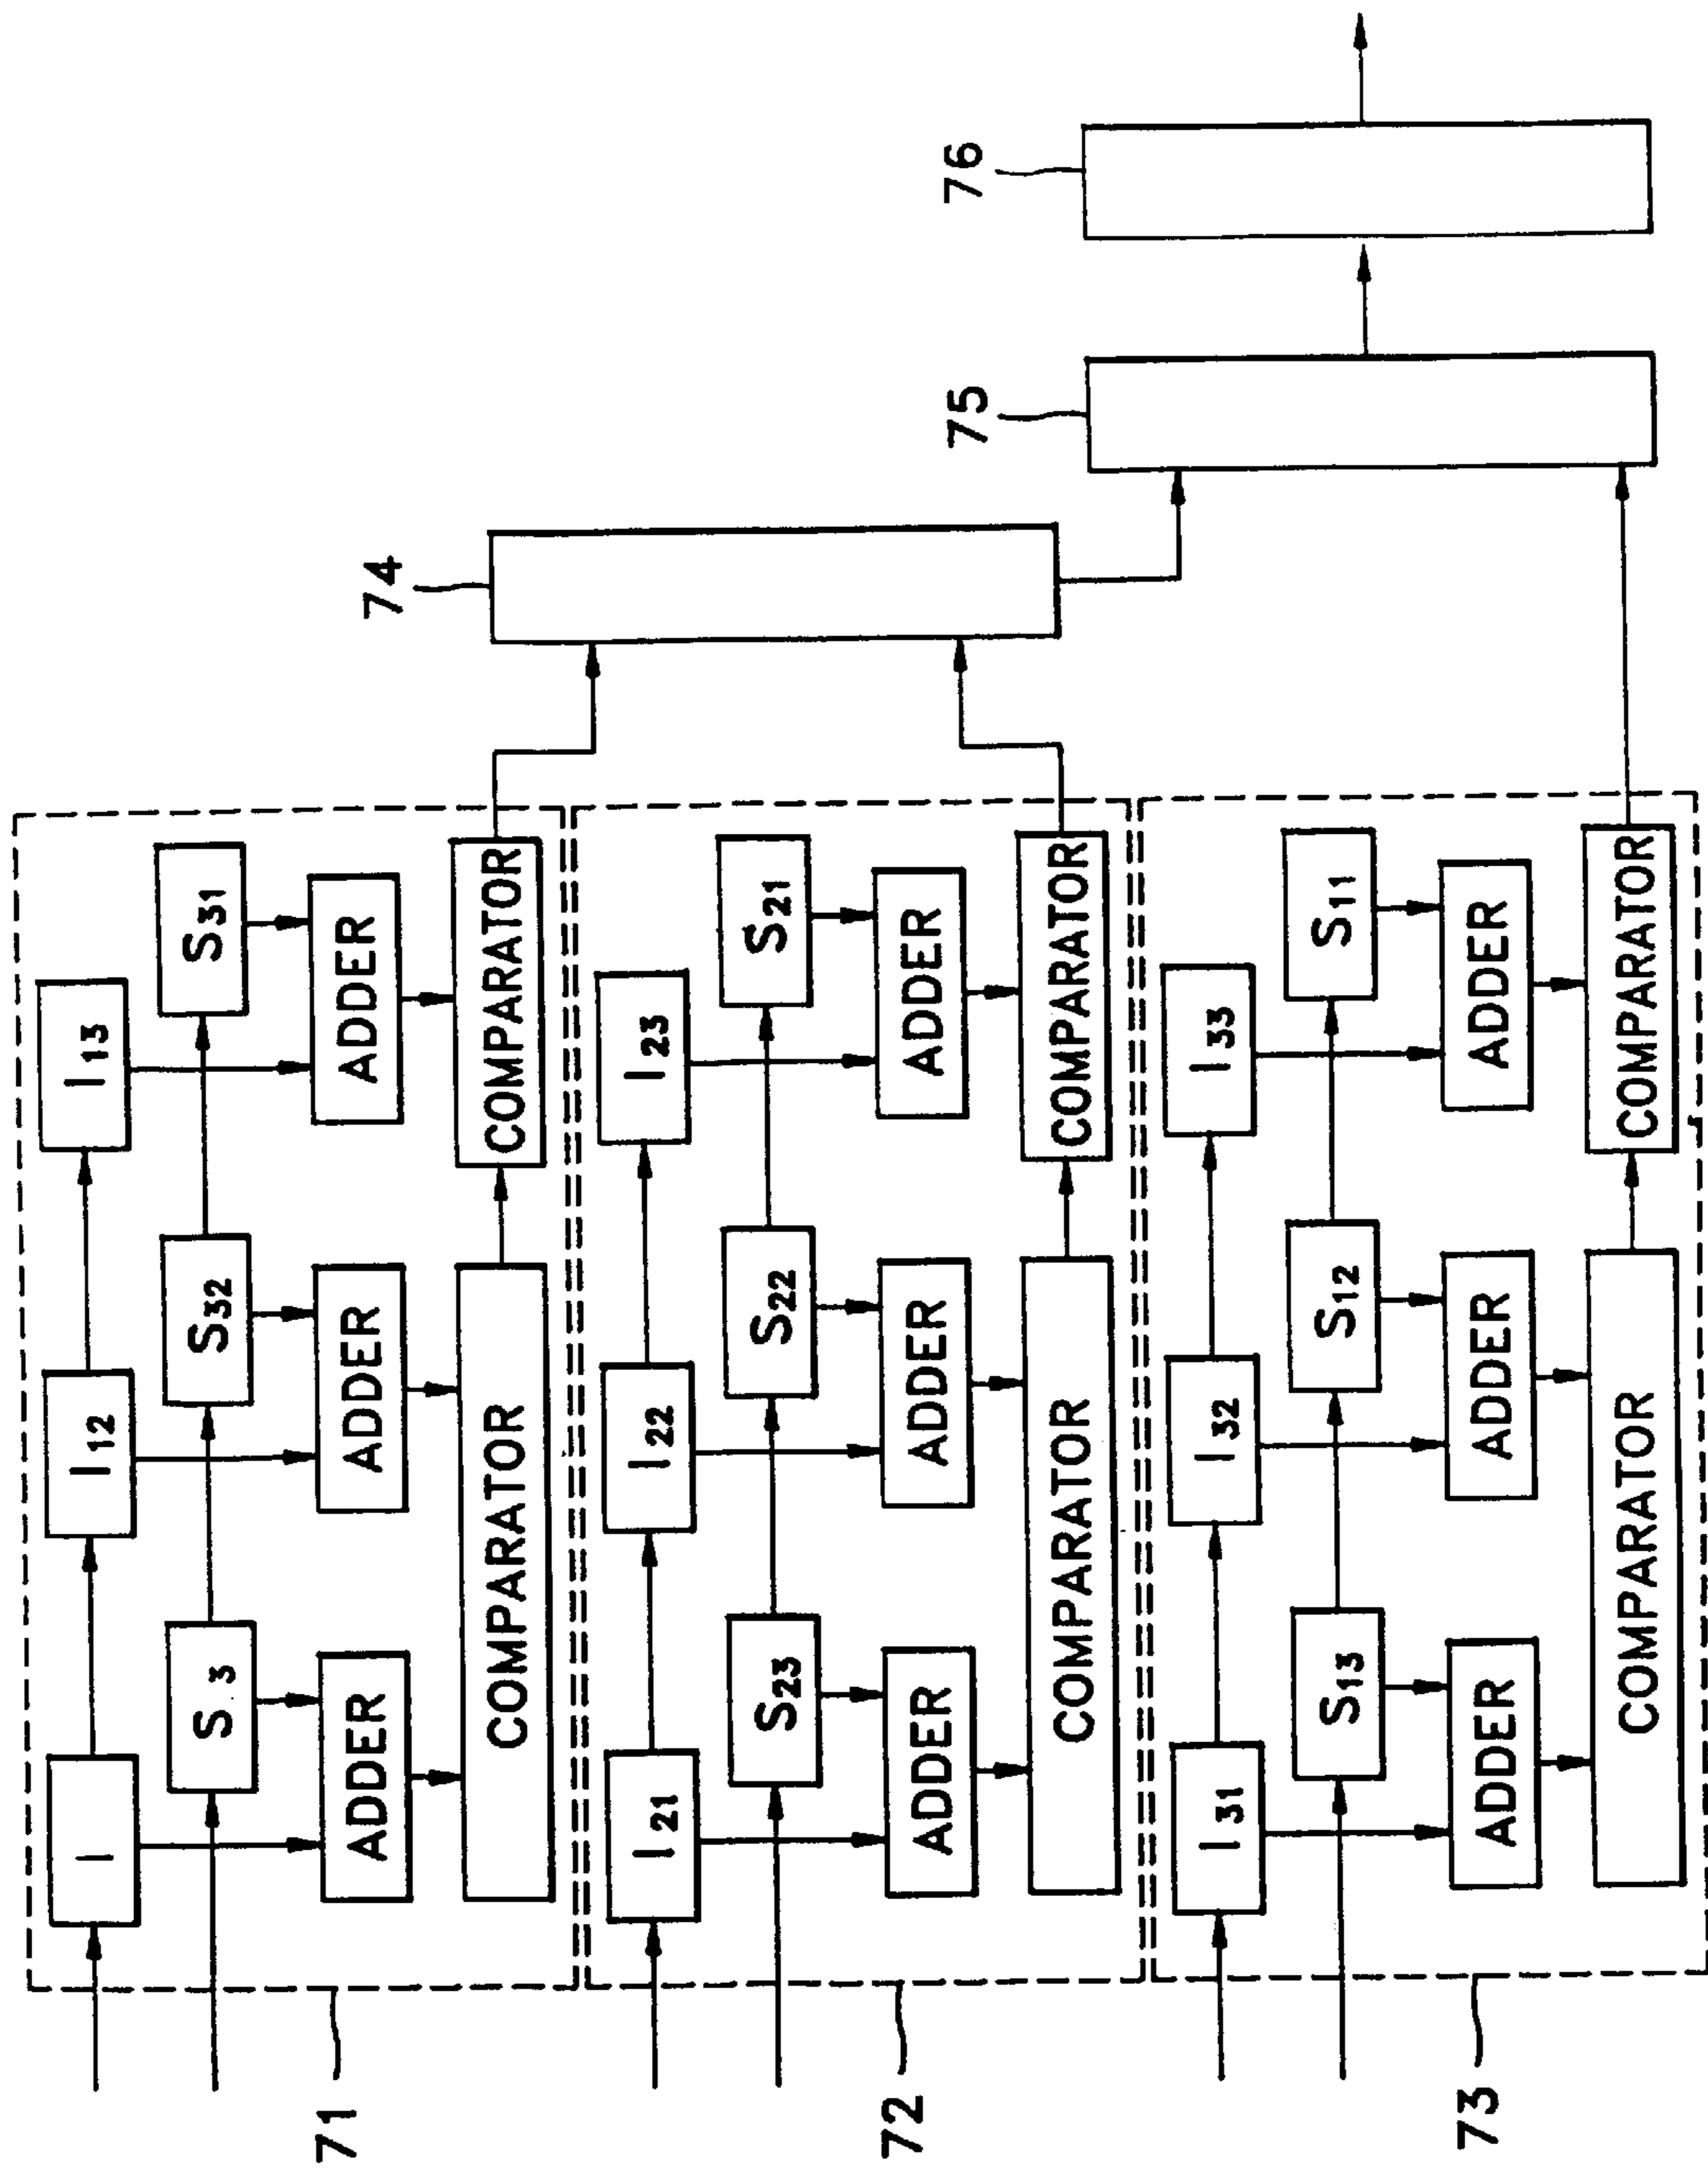 I
I₁₂
I₁₃
S.3
S₃₂
S₃₁
ADDER
ADDER
ADDER
COMPARATOR
COMPARATOR
71
I₂₁
I₂₂
I₂₃
S₂₃
S₂₂
S₂₁
ADDER
ADDER
ADDER
COMPARATOR
COMPARATOR
72
I₃₁
I₃₂
I₃₃
S₁₃
S₁₂
S₁₁
ADDER
ADDER
ADDER
COMPARATOR
COMPARATOR
73
74
75
76